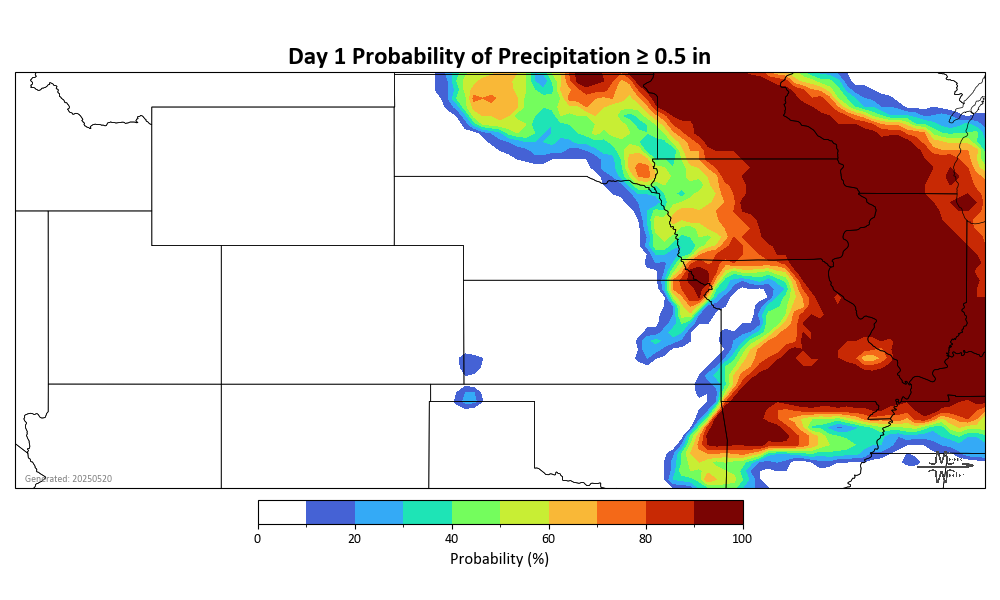 Day 1 Probability of Precipitation ≥ 0.5 in
Generated: 20250520
0 20 40 60 80 100
Probability (%)